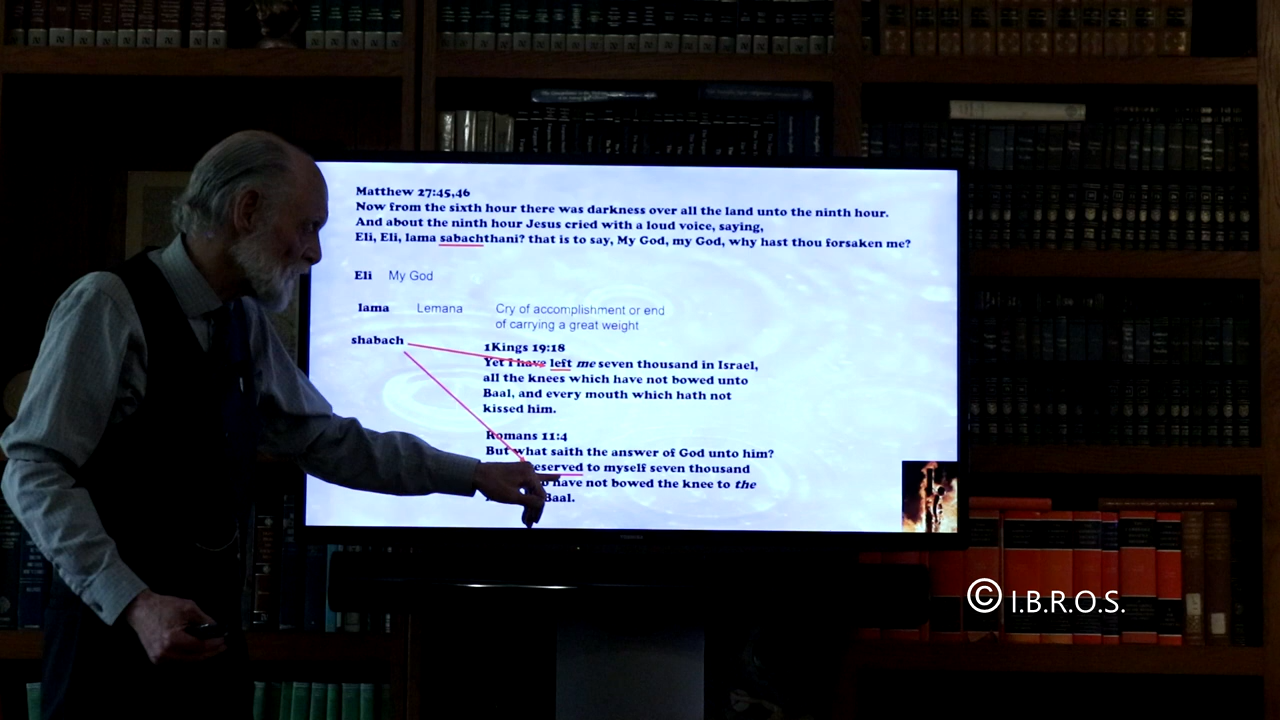 Matthew 27:45,46
Now from the sixth hour there was darkness over all the land unto the ninth hour.
And about the ninth hour Jesus cried with a loud voice, saying,
Eli, Eli, lama sabachthani? that is to say, My God, my God, why hast thou forsaken me?
Eli My God
lama Lemana Cry of accomplishment or end
of carrying a great weight
shabach
1Kings 19:18
Yet I have left me seven thousand in Israel,
all the knees which have not bowed unto
Baal, and every mouth which hath not
kissed him.
Romans 11:4
But what saith the answer of God unto him?
eserved to myself seven thousand
have not bowed the knee to the
Baal.
© I.B.R.O.S.